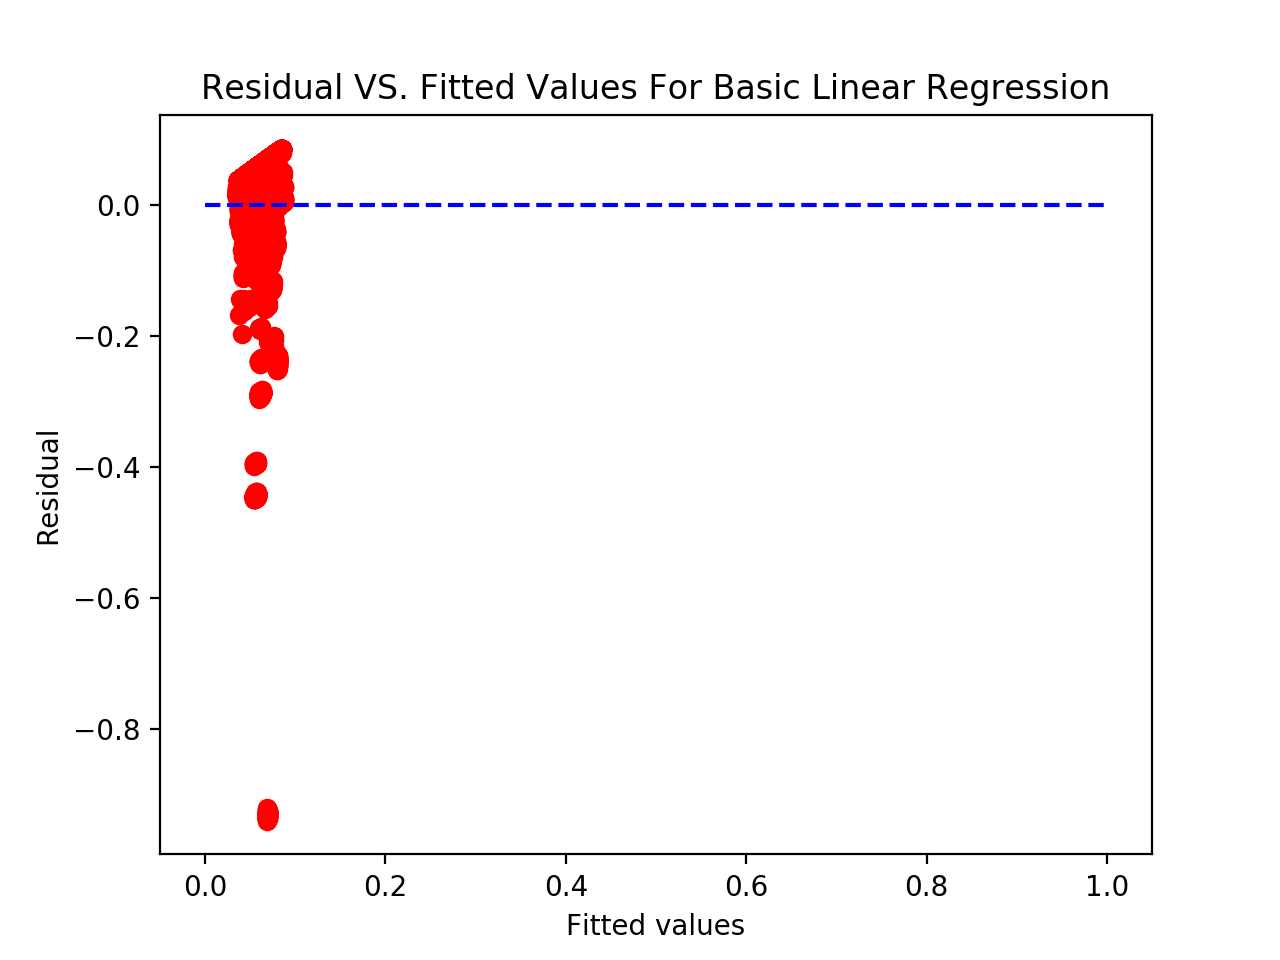 Residual VS. Fitted Values For Basic Linear Regression
Residual
0.0
−0.2
−0.4
−0.6
−0.8
0.0 0.2 0.4 0.6 0.8 1.0
Fitted values